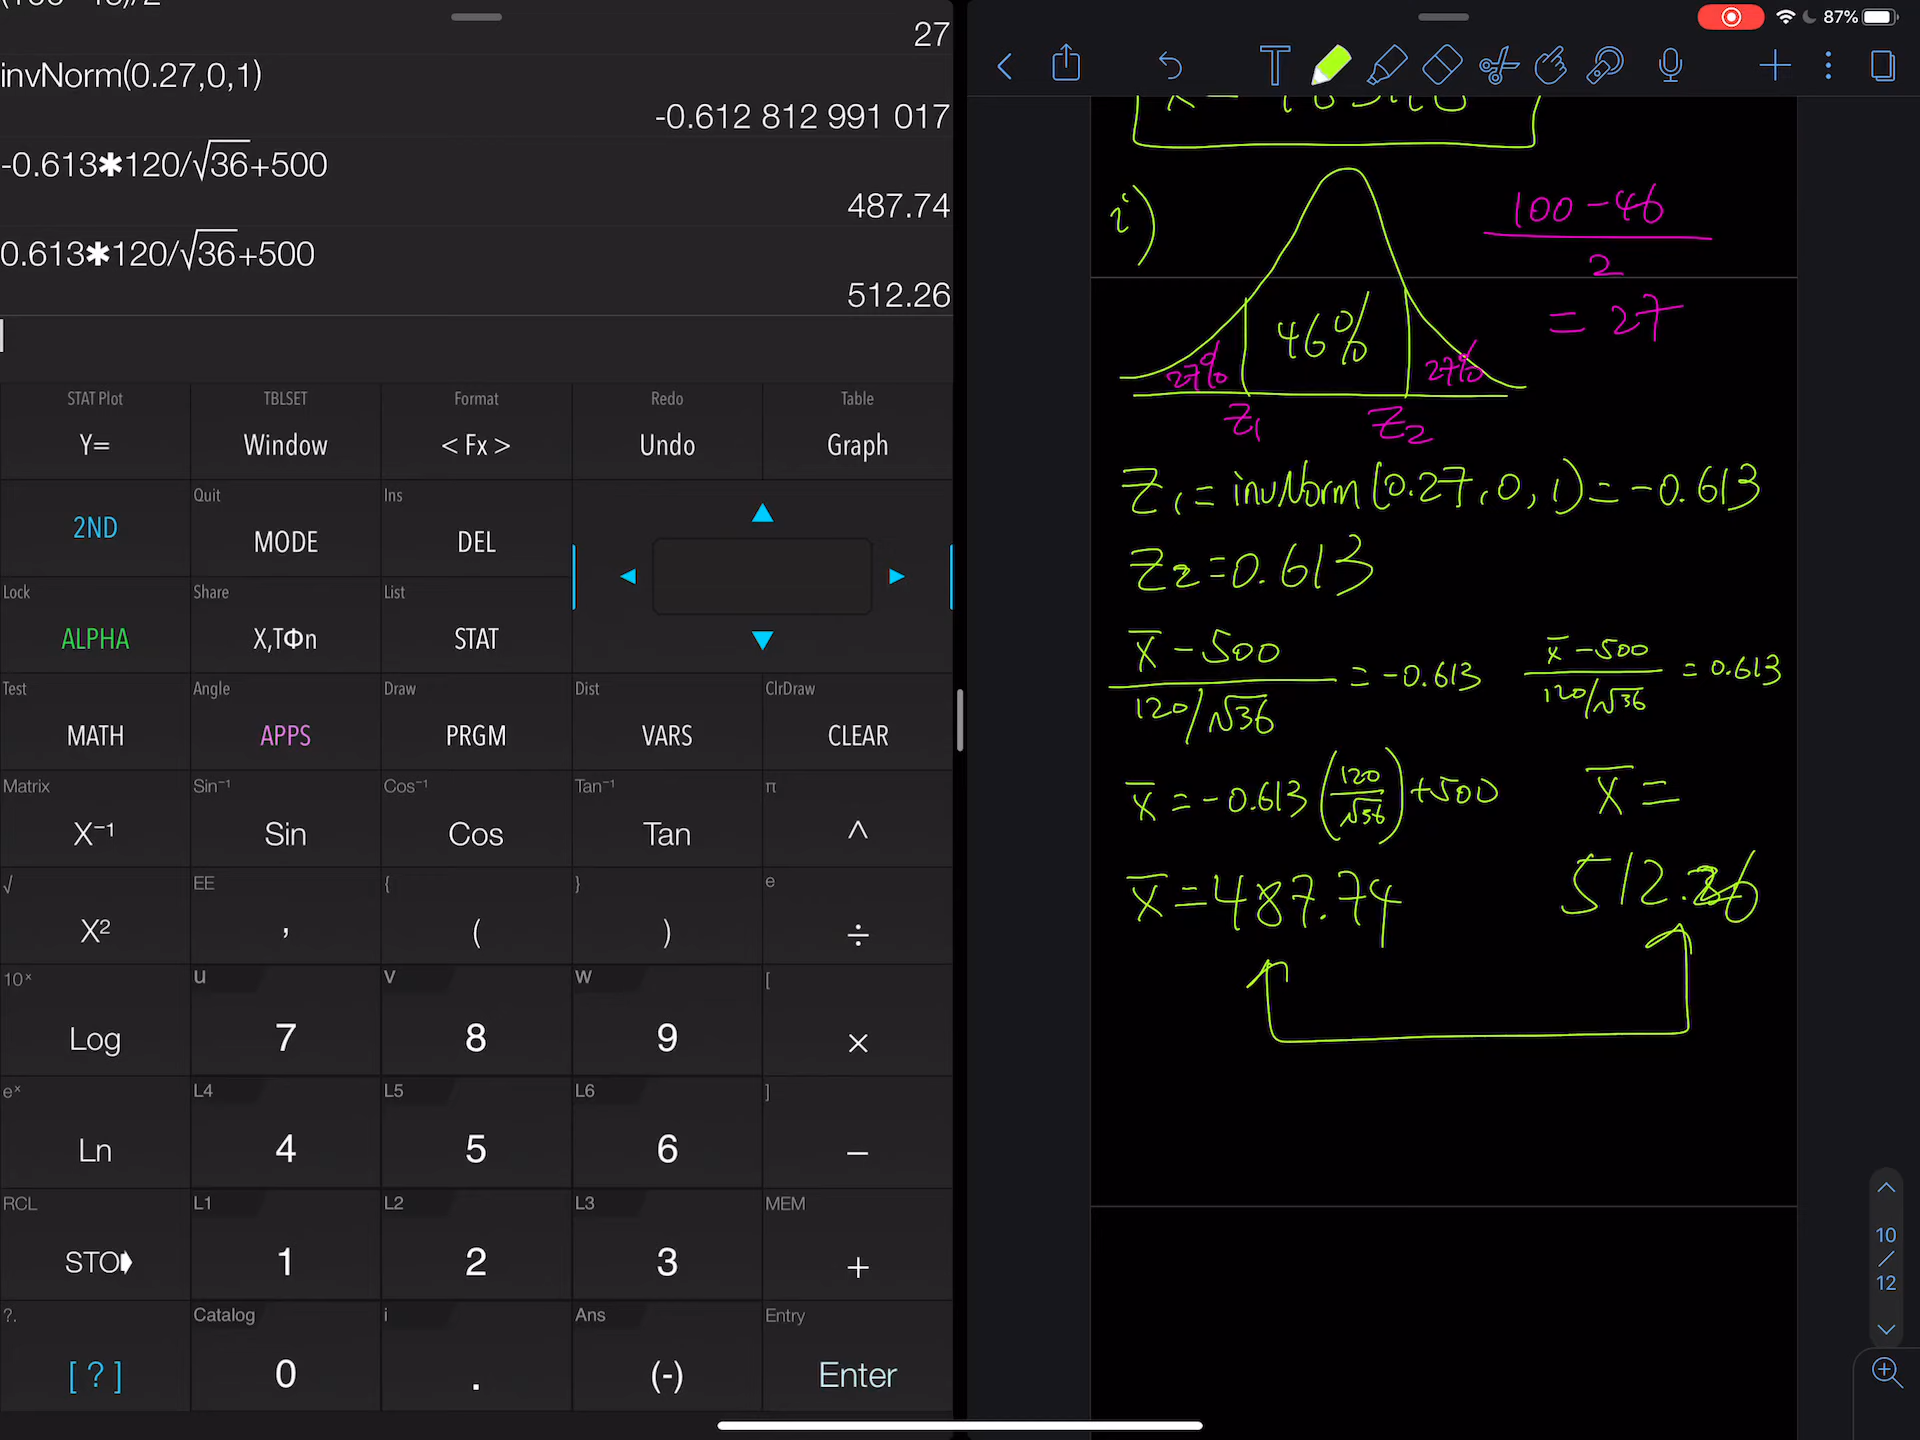 27
invNorm(0.27,0,1)
-0.612 812 991 017
-0.613✱120/√36+500
487.74
0.613✱120/√36+500
512.26
STAT Plot TBLSET Format Redo Table
Y= Window < Fx > Undo Graph
Quit Ins
2ND MODE DEL
Lock Share List
ALPHA X,TΦn STAT
Test Angle Draw Dist ClrDraw
MATH APPS PRGM VARS CLEAR
Matrix Sin⁻¹ Cos⁻¹ Tan⁻¹ π
X⁻¹ Sin Cos Tan ^
√ EE { } e
X² , ( ) ÷
10ˣ u v w [
Log 7 8 9 ×
eˣ L4 L5 L6 ]
Ln 4 5 6 −
RCL L1 L2 L3 MEM
STO 1 2 3 +
?. Catalog i Ans Entry
[ ? ] 0 . (-) Enter
87%
T
i)
100 - 46
2
= 27
46%
27% 27%
Z₁ Z₂
Z₁ = invNorm(0.27, 0, 1) = -0.613
Z₂ = 0.613
x̄ - 500 / 120/√36 = -0.613
x̄ - 500 / 120/√36 = 0.613
x̄ = -0.613 (120/√36) + 500
x̄ =
x̄ = 487.74
512.26
10
/
12